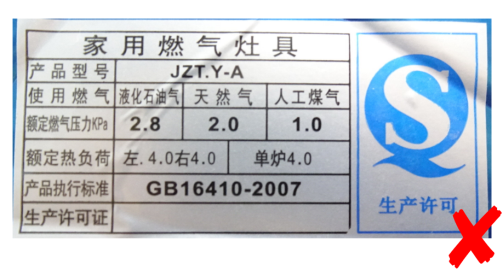 家用燃气灶具
产品型号 JZT.Y-A
使用燃气 液化石油气 天然气 人工煤气
额定燃气压力KPa 2.8 2.0 1.0
额定热负荷 左.4.0右4.0 单炉4.0
产品执行标准 GB16410-2007
生产许可证
生产许可